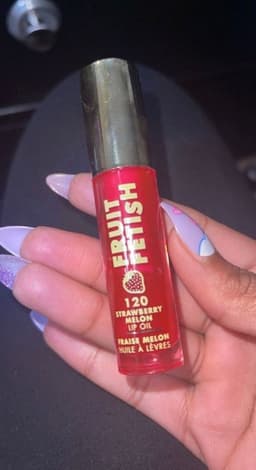 FRUIT
FETISH
120
STRAWBERRY
MELON
LIP OIL
FRAISE MELON
HUILE À LÈVRES